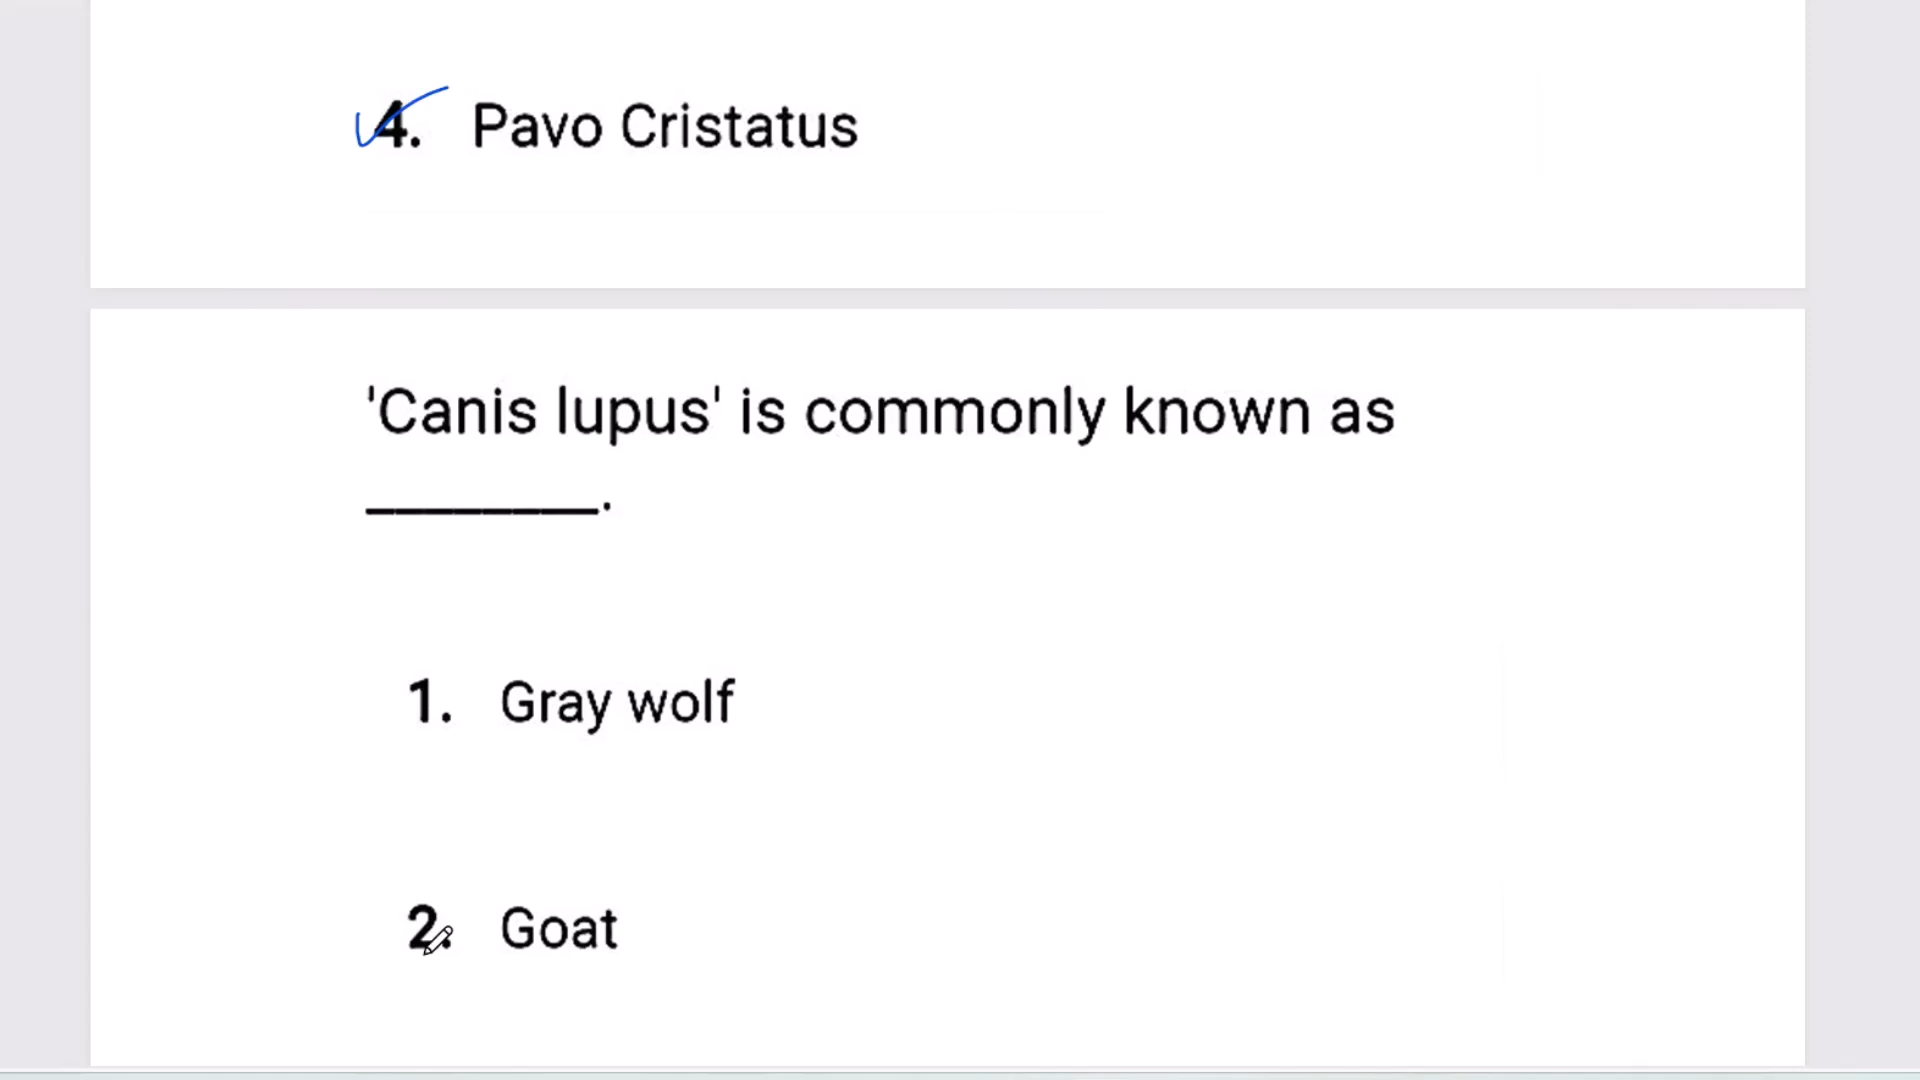 4. Pavo Cristatus
'Canis lupus' is commonly known as
________.
1. Gray wolf
2. Goat